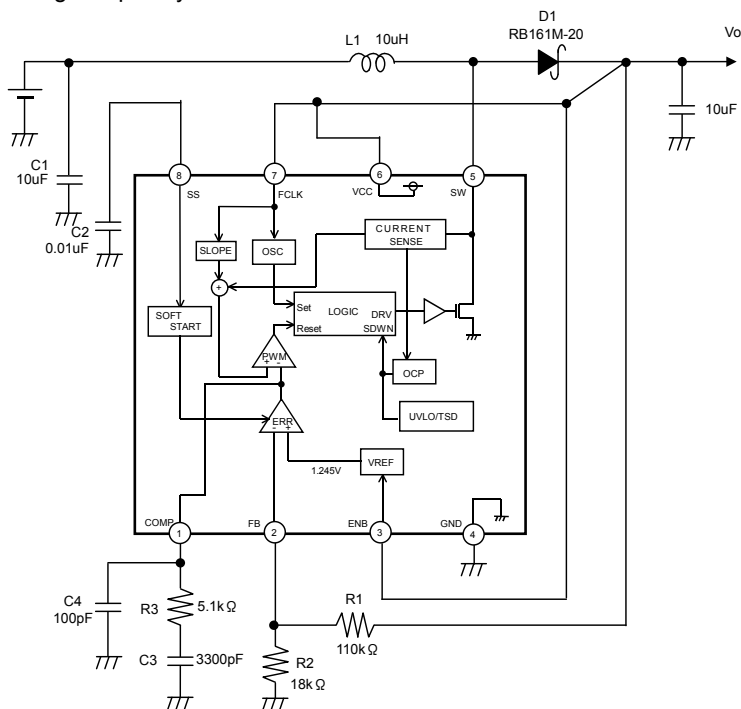 D1
RB161M-20
L1 10uH
Vo
10uF
C1
10uF
C2
0.01uF
8
SS
7
FCLK
6
VCC
5
SW
CURRENT
SENSE
SLOPE
OSC
+
Set
LOGIC
DRV
Reset
SDWN
SOFT
START
PWM
+ -
OCP
UVLO/TSD
ERR
- +
1.245V
VREF
COMP
1
FB
2
ENB
3
GND
4
C4
100pF
R3
5.1kΩ
C3
3300pF
R1
110kΩ
R2
18kΩ